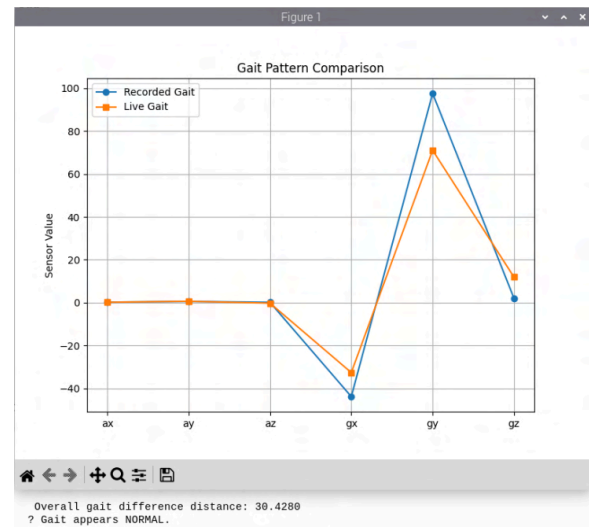 Figure 1
Gait Pattern Comparison
Recorded Gait
Live Gait
100
80
60
40
20
0
−20
−40
Sensor Value
ax ay az gx gy gz
Overall gait difference distance: 30.4280
? Gait appears NORMAL.